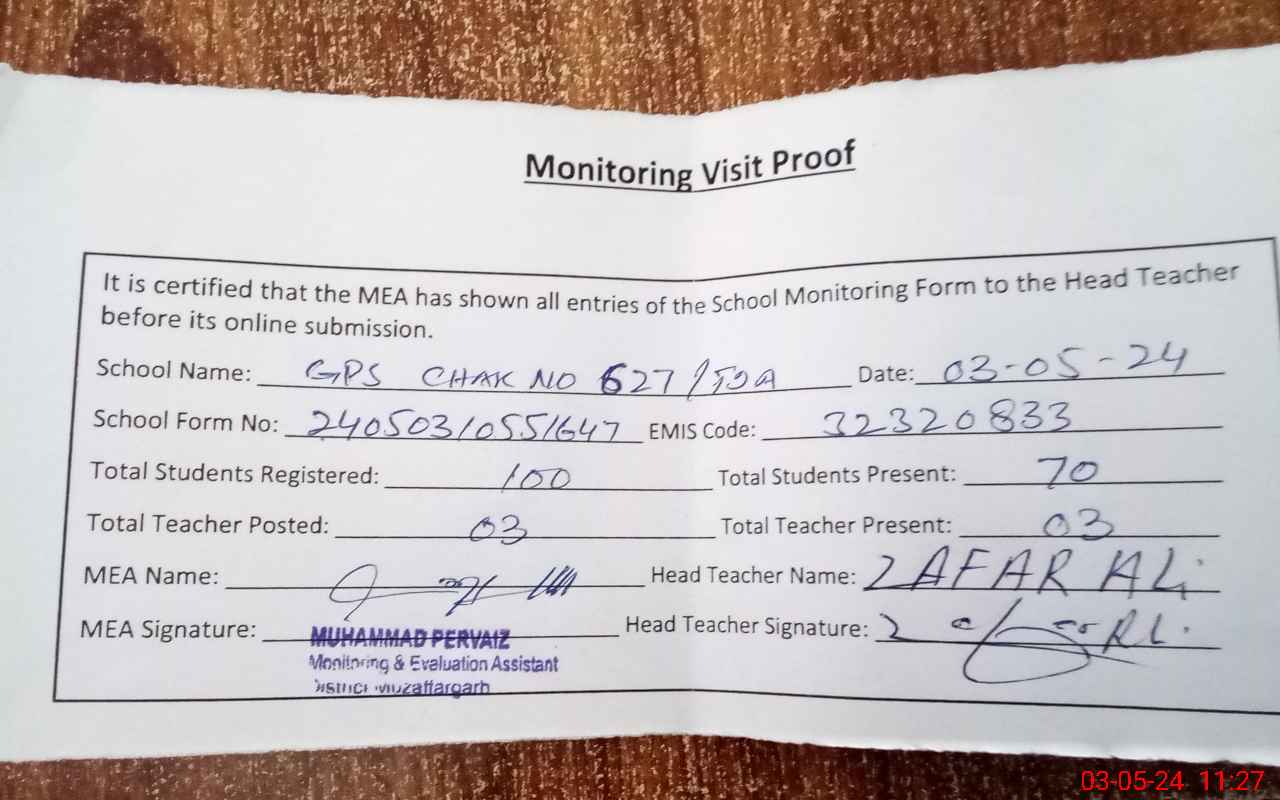 Monitoring Visit Proof
It is certified that the MEA has shown all entries of the School Monitoring Form to the Head Teacher
before its online submission.
School Name: GPS CHAK NO 627/TDA Date: 03-05-24
School Form No: 24050310551647 EMIS Code: 32320833
Total Students Registered: 100 Total Students Present: 70
Total Teacher Posted: 03 Total Teacher Present: 03
MEA Name: Head Teacher Name: ZAFAR ALi
MEA Signature: Head Teacher Signature:
MUHAMMAD PERVAIZ
Monitoring & Evaluation Assistant
District Muzaffargarh
03-05-24 11:27